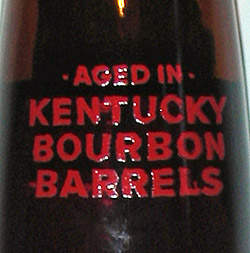 · AGED IN ·
KENTUCKY
BOURBON
BARRELS